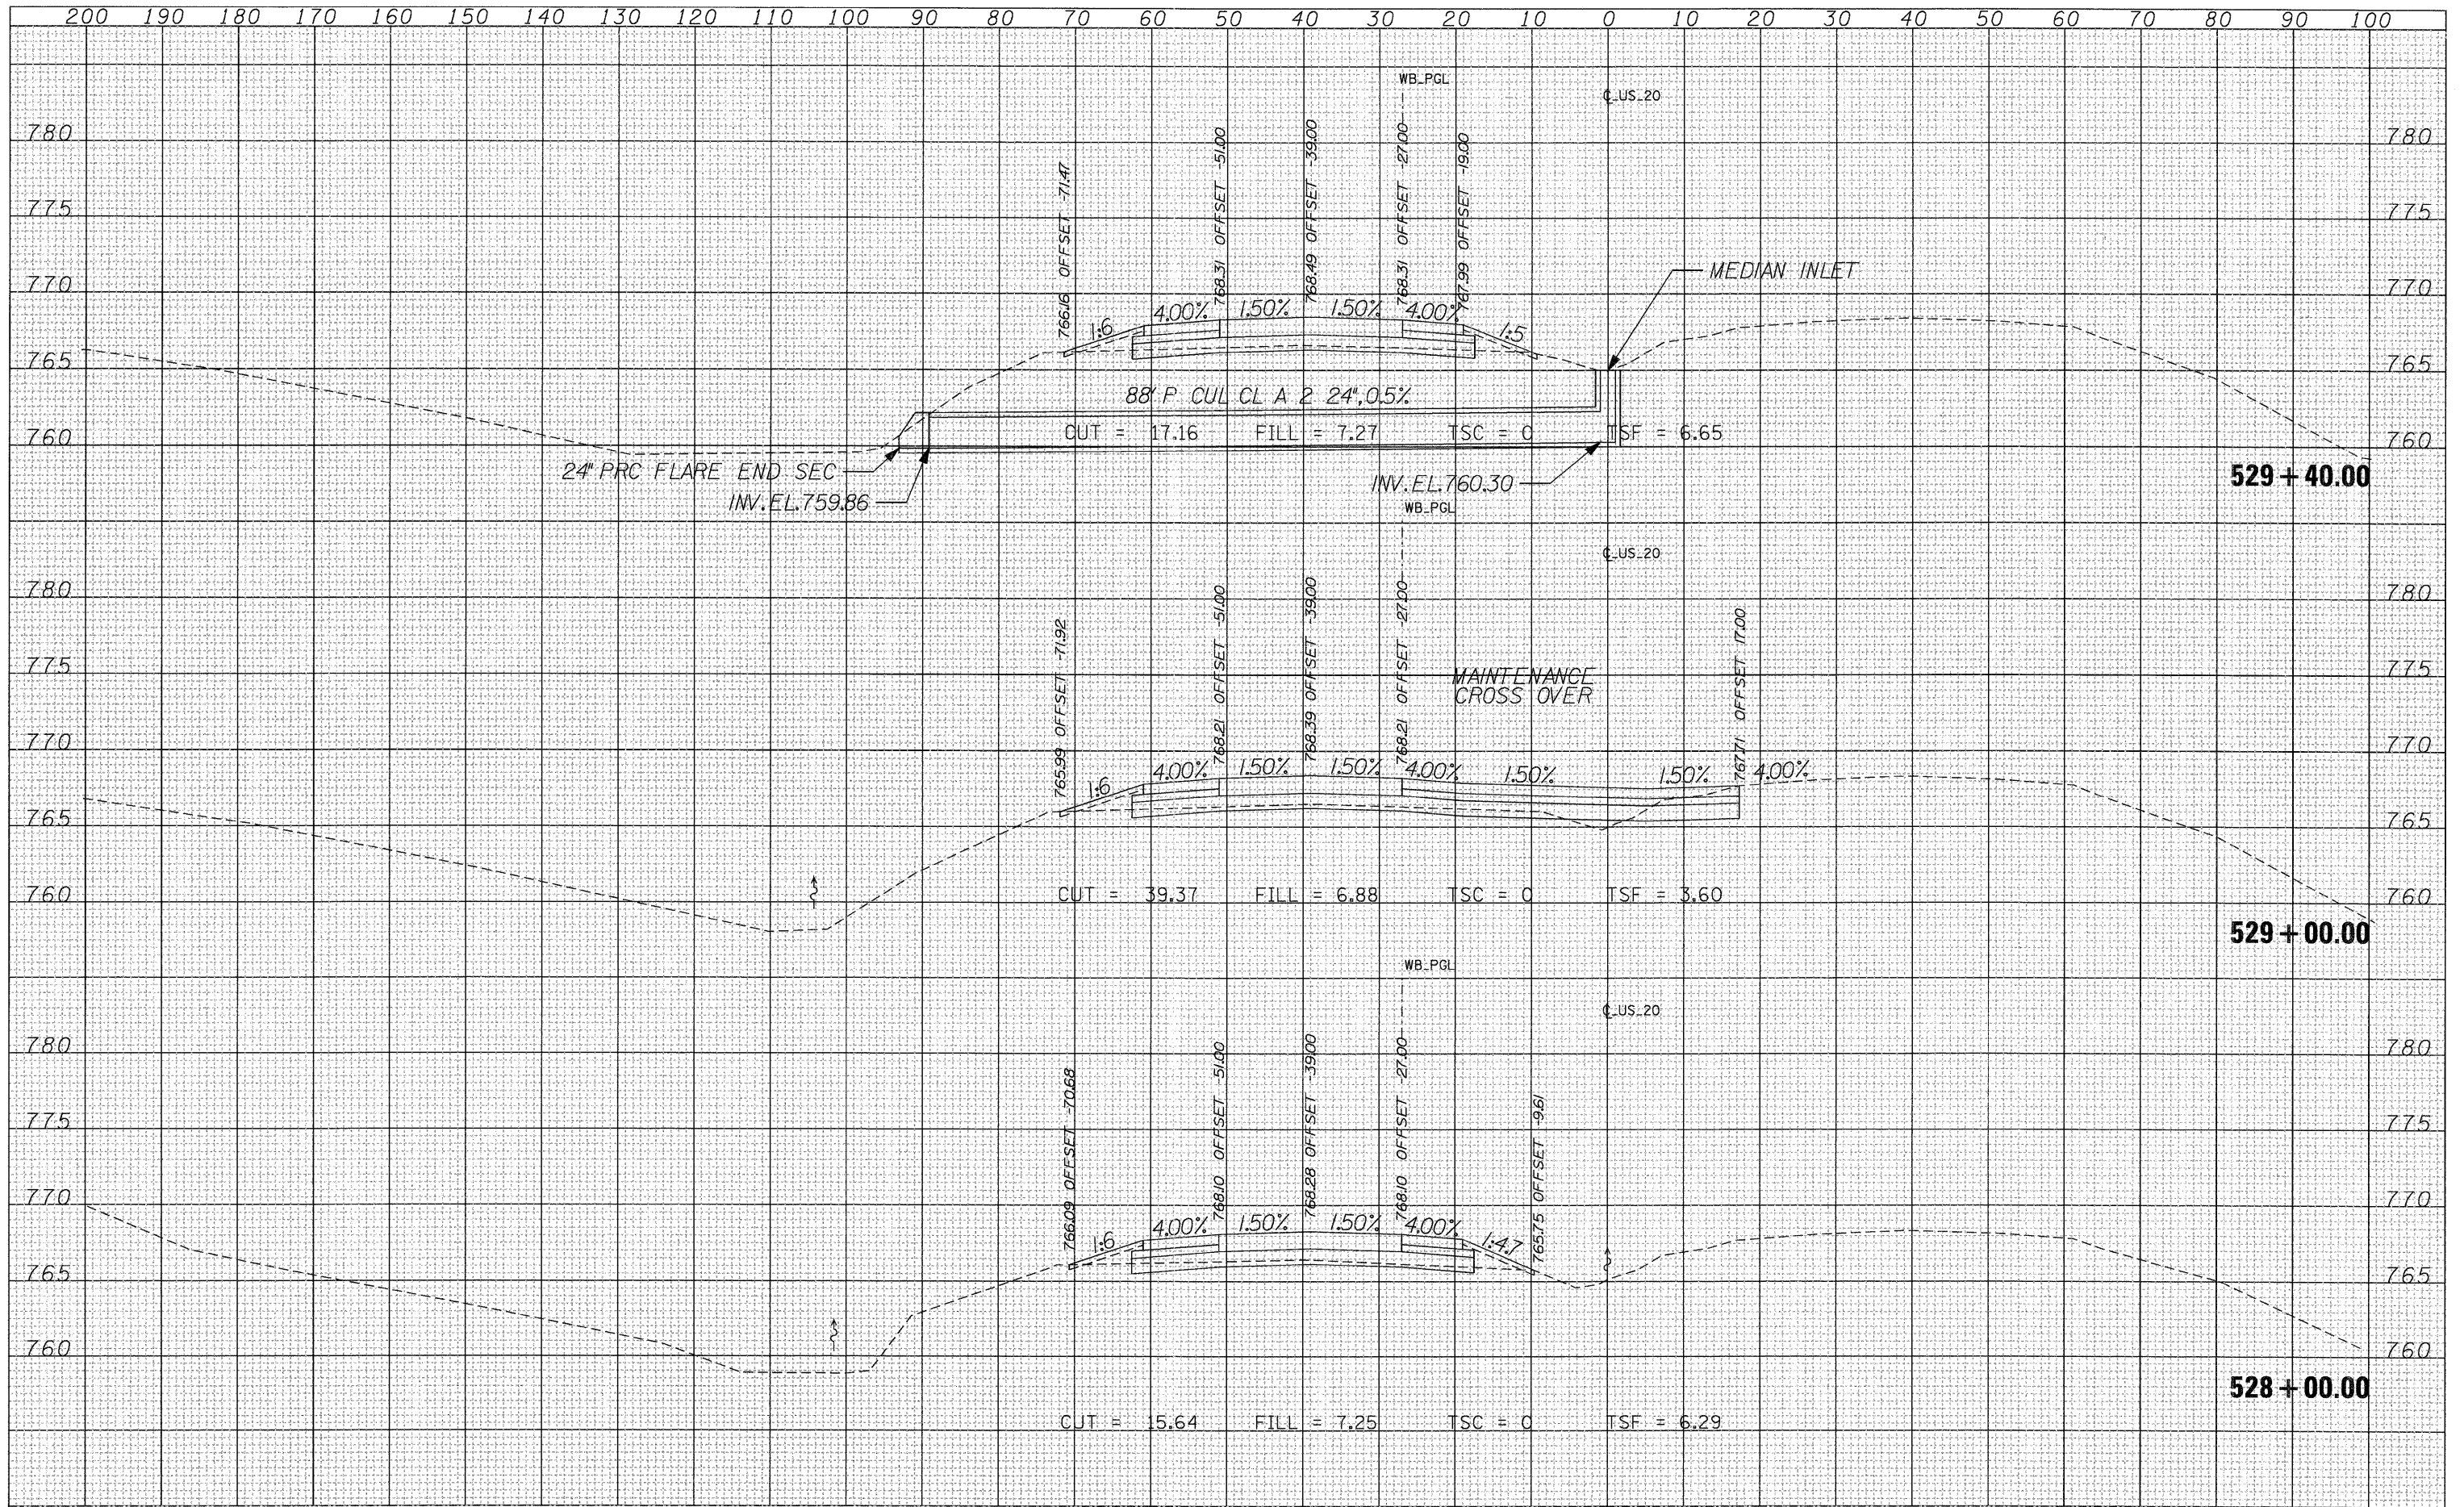 200 190 180 170 160 150 140 130 120 110 100 90 80 70 60 50 40 30 20 10 0 10 20 30 40 50 60 70 80 90 100
WB_PGL
℄_US_20
780 780
775 775
770 770
765 765
760 760
766.16 OFFSET -71.47
768.31 OFFSET -51.00
768.49 OFFSET -39.00
768.31 OFFSET -27.00
767.99 OFFSET -19.00
MEDIAN INLET
1:6 4.00% 1.50% 1.50% 4.00% 1:5
88' P CUL CL A 2 24", 0.5%
CUT = 17.16 FILL = 7.27 TSC = 0 TSF = 6.65
24" PRC FLARE END SEC
INV. EL. 759.86
INV. EL. 760.30
529+40.00
WB_PGL
℄_US_20
780 780
775 775
770 770
765 765
760 760
765.99 OFFSET -71.92
768.21 OFFSET -51.00
768.39 OFFSET -39.00
768.21 OFFSET -27.00
767.71 OFFSET 17.00
MAINTENANCE
CROSS OVER
1:6 4.00% 1.50% 1.50% 4.00% 1.50% 1.50% 4.00%
CUT = 39.37 FILL = 6.88 TSC = 0 TSF = 3.60
529+00.00
WB_PGL
℄_US_20
780 780
775 775
770 770
765 765
760 760
766.09 OFFSET -70.68
768.10 OFFSET -51.00
768.28 OFFSET -39.00
768.10 OFFSET -27.00
765.75 OFFSET -9.61
1:6 4.00% 1.50% 1.50% 4.00% 1:4.7
528+00.00
CUT = 15.64 FILL = 7.25 TSC = 0 TSF = 6.29